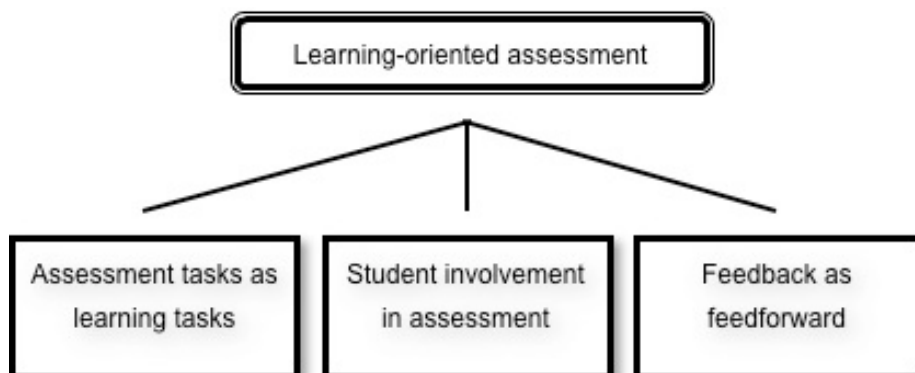 Learning-oriented assessment
Assessment tasks as
learning tasks
Student involvement
in assessment
Feedback as
feedforward